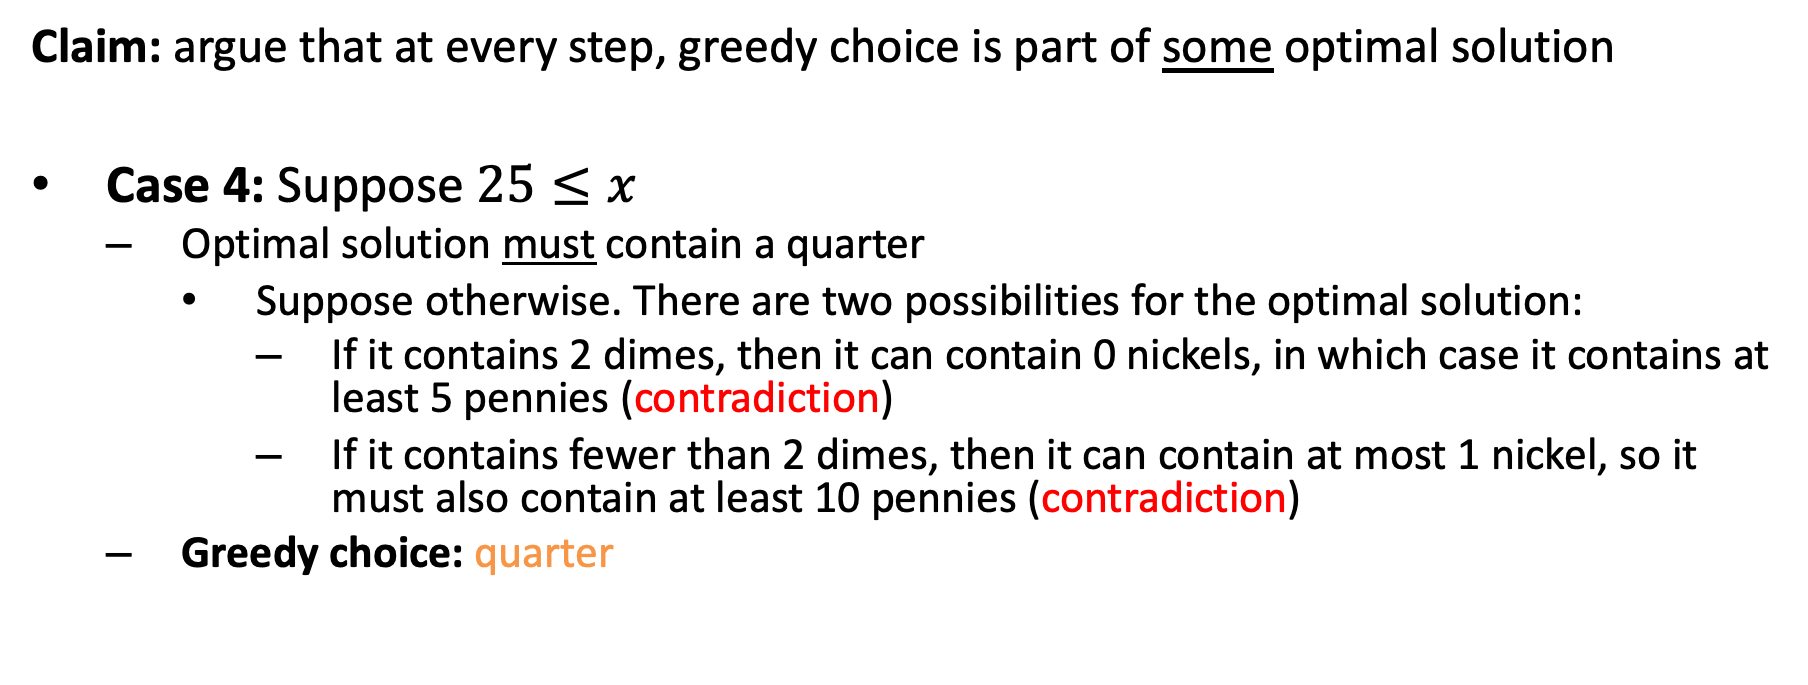 Claim: argue that at every step, greedy choice is part of some optimal solution
• Case 4: Suppose 25 ≤ x
– Optimal solution must contain a quarter
• Suppose otherwise. There are two possibilities for the optimal solution:
– If it contains 2 dimes, then it can contain 0 nickels, in which case it contains at
least 5 pennies (contradiction)
– If it contains fewer than 2 dimes, then it can contain at most 1 nickel, so it
must also contain at least 10 pennies (contradiction)
– Greedy choice: quarter